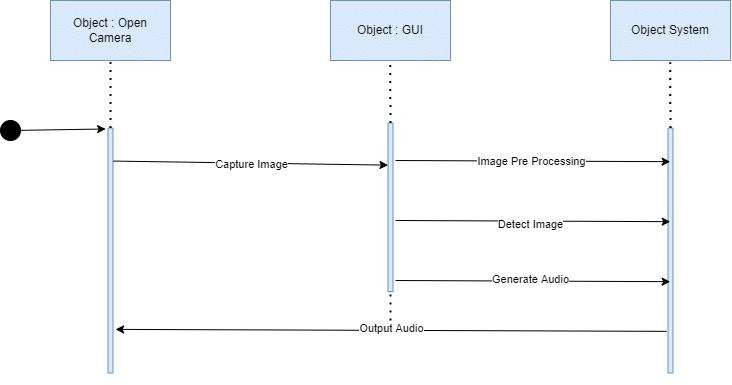 Object : Open
Camera
Object : GUI
Object System
Capture Image
Image Pre Processing
Detect Image
Generate Audio
Output Audio